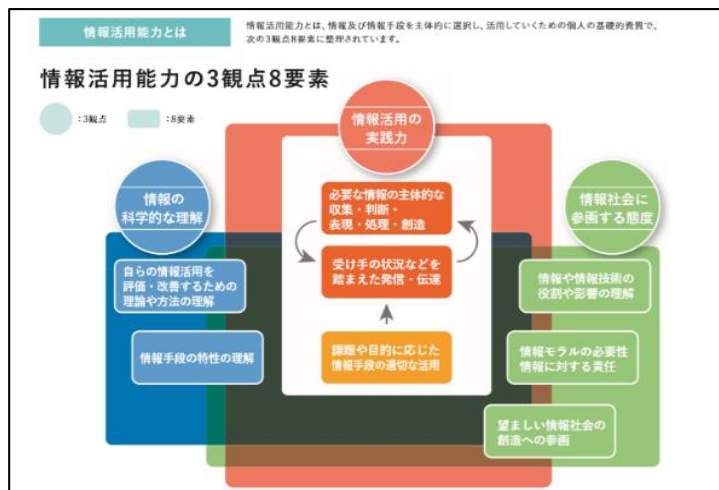 情報活用能力とは
情報活用能力とは、情報及び情報手段を主体的に選択し、活用していくための個人の基礎的資質で、
次の3観点8要素に整理されています。
情報活用能力の3観点8要素
:3観点
:8要素
情報活用の
実践力
情報の
科学的な理解
情報社会に
参画する態度
必要な情報の主体的な
収集・判断・
表現・処理・創造
受け手の状況などを
踏まえた発信・伝達
課題や目的に応じた
情報手段の適切な活用
自らの情報活用を
評価・改善するための
理論や方法の理解
情報手段の特性の理解
情報や情報技術の
役割や影響の理解
情報モラルの必要性
情報に対する責任
望ましい情報社会の
創造への参画